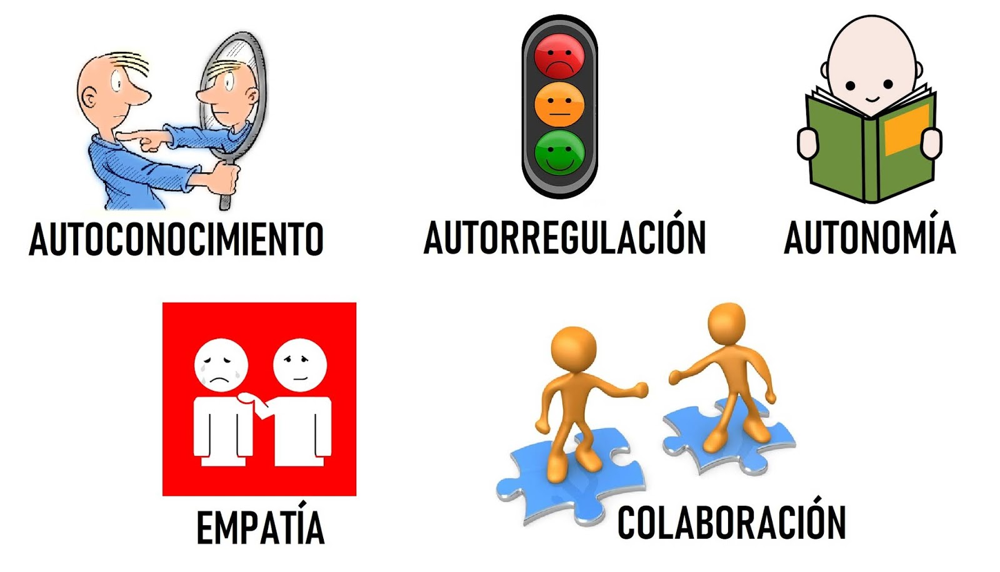 AUTOCONOCIMIENTO
AUTORREGULACIÓN
AUTONOMÍA
EMPATÍA
COLABORACIÓN